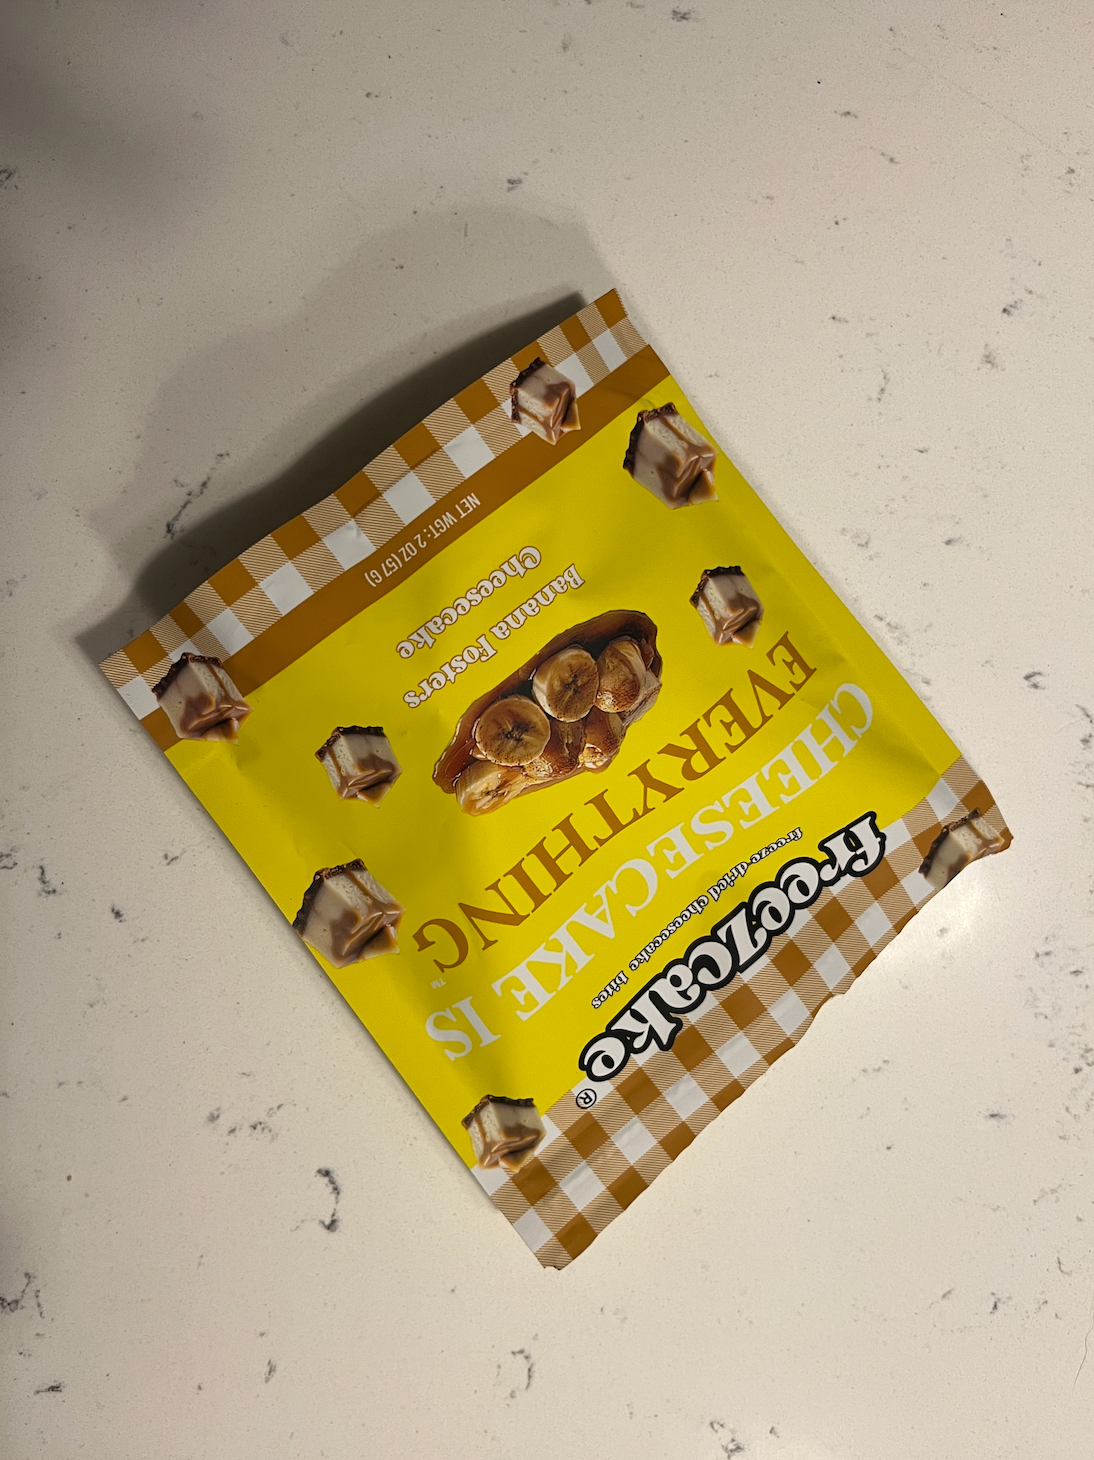 freezcake®
freeze-dried cheesecake bites
CHEESECAKE IS
EVERYTHING™
Banana Fosters
Cheesecake
NET WGT: 2 OZ (57 G)